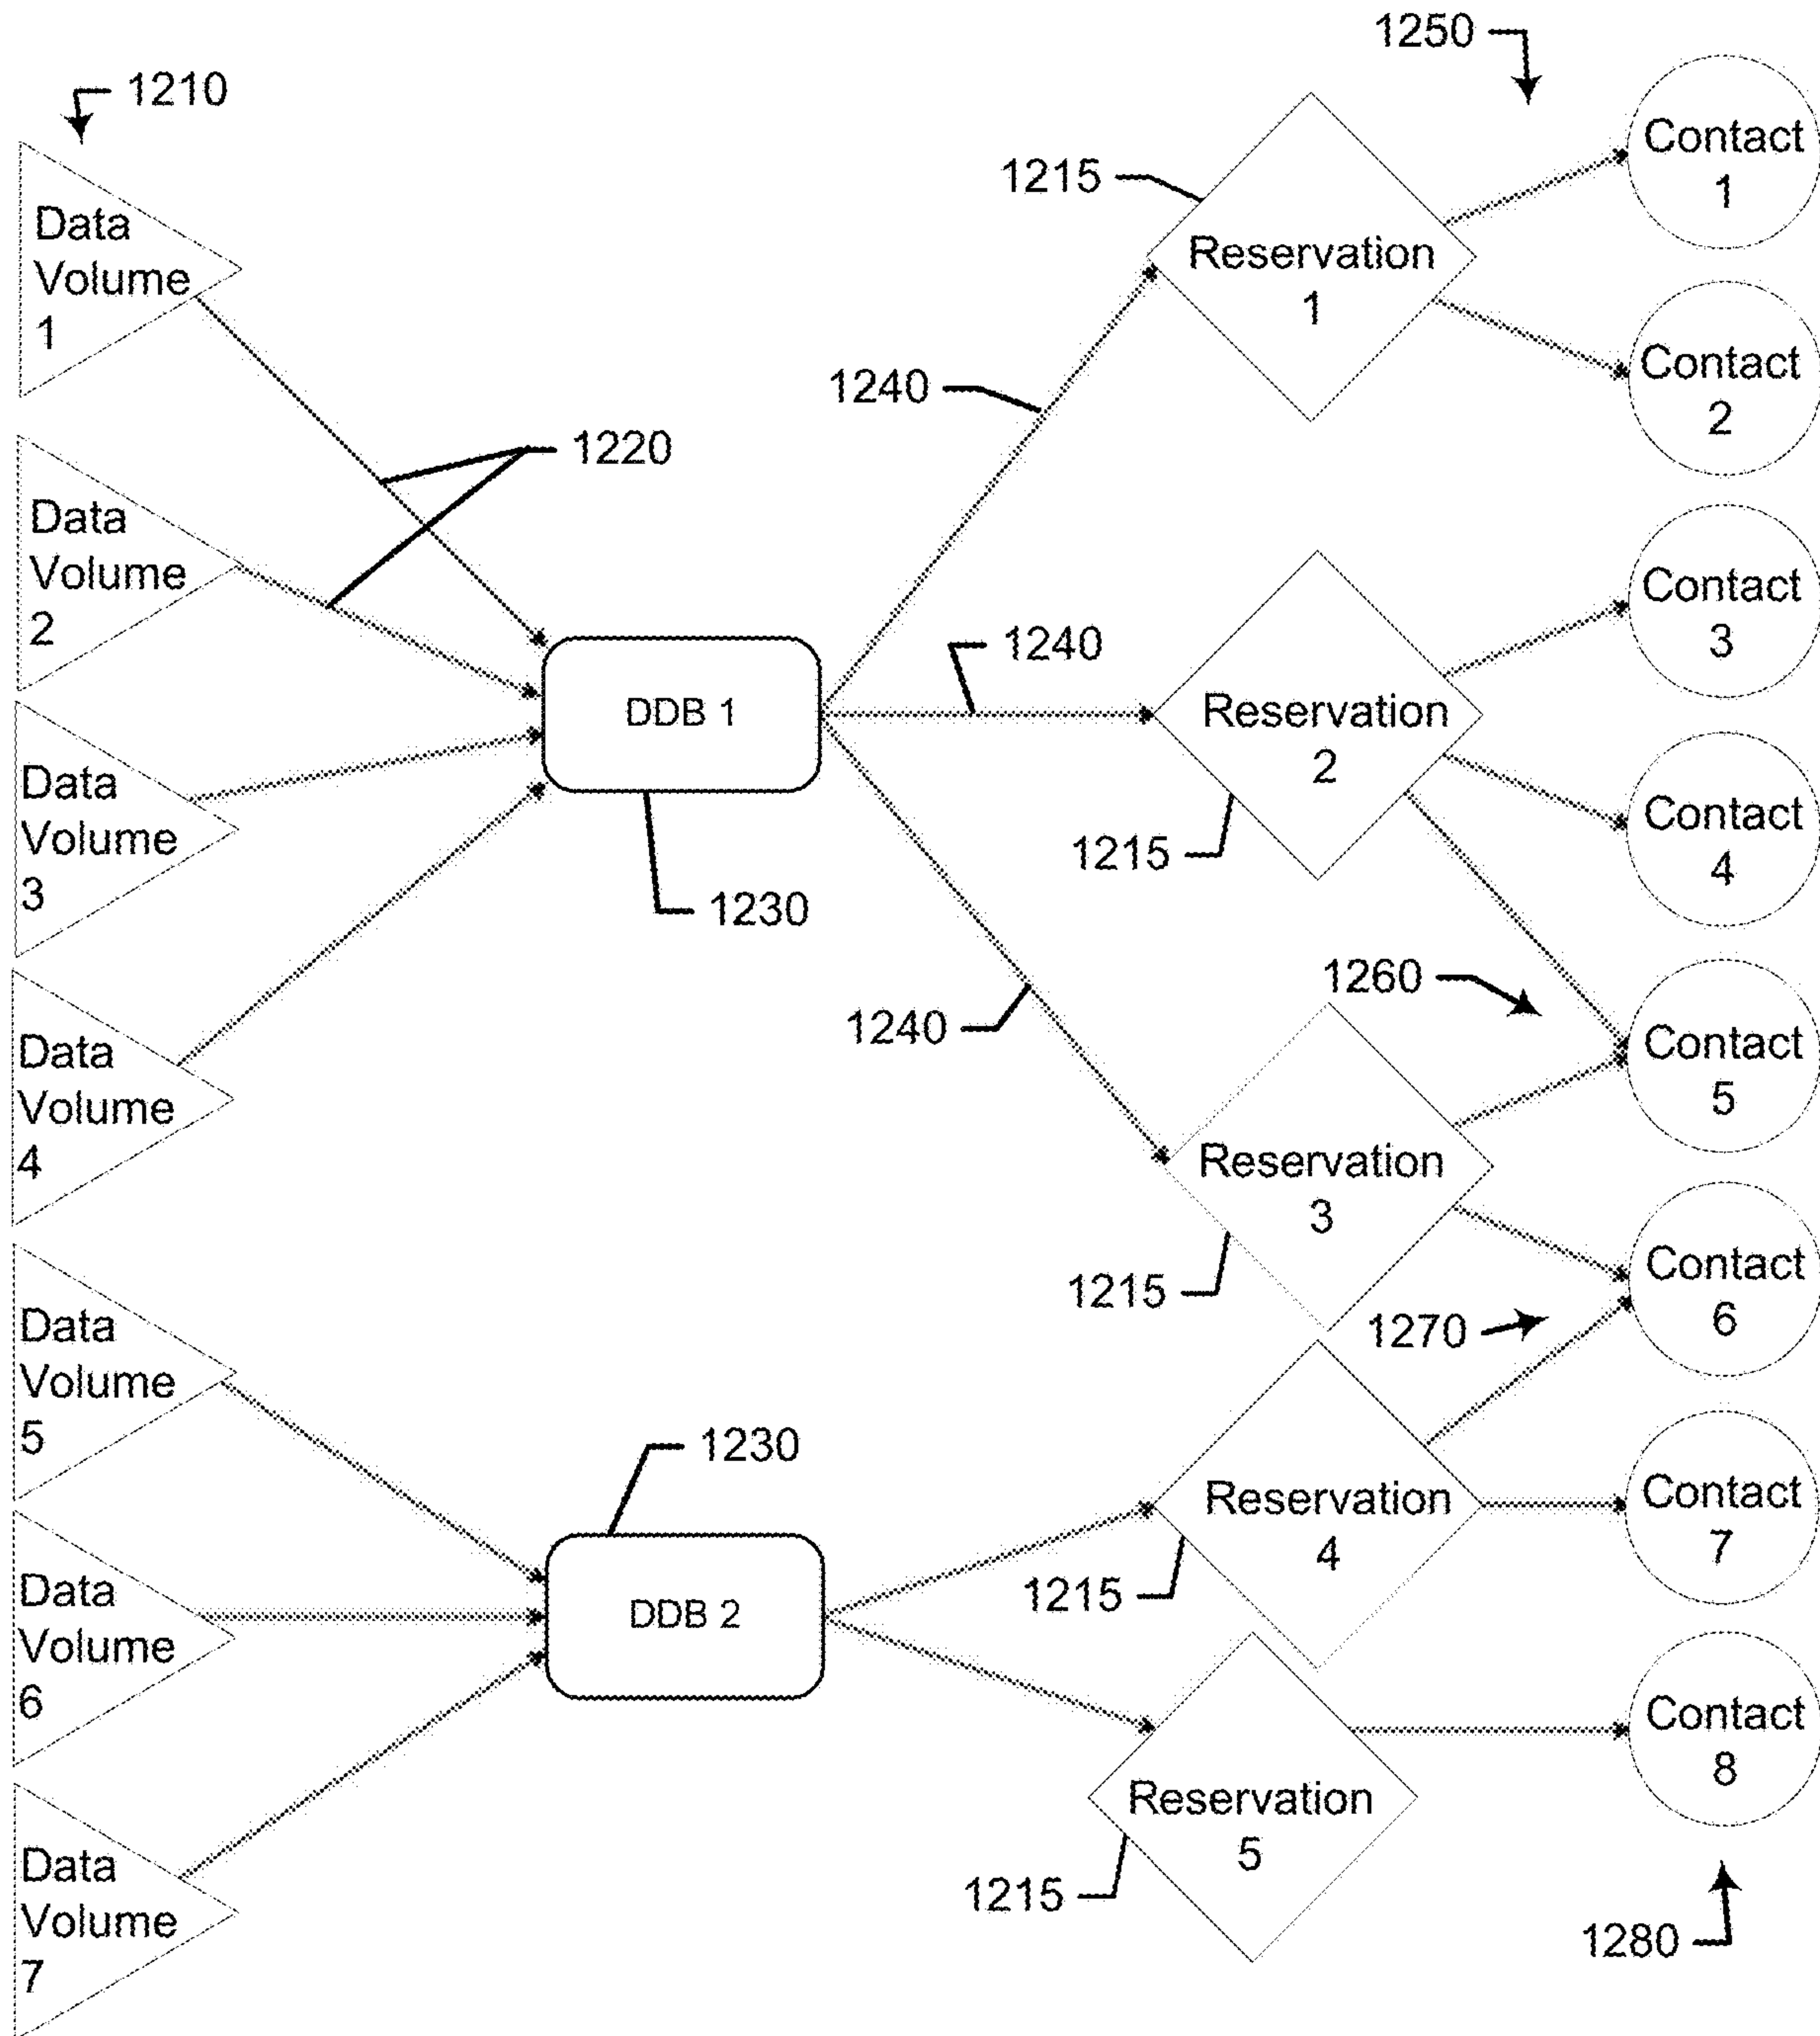 1250
1210
Contact
1
1215
Data
Volume
1
Reservation
1
Contact
2
1240
1220
Data
Volume
2
Contact
3
1240
DDB 1
Reservation
2
Data
Volume
3
Contact
4
1215
1230
1260
1240
Contact
5
Data
Volume
4
Reservation
3
Contact
6
1215
1270
Data
Volume
5
1230
Reservation
4
Contact
7
1215
DDB 2
Data
Volume
6
Contact
8
Reservation
5
1215
Data
Volume
7
1280